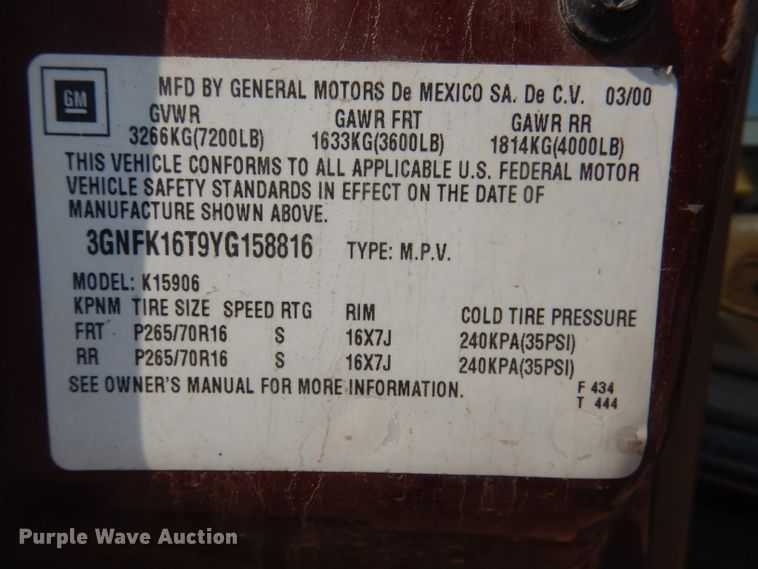 GM
MFD BY GENERAL MOTORS De MEXICO SA. De C.V. 03/00
GVWR GAWR FRT GAWR RR
3266KG(7200LB) 1633KG(3600LB) 1814KG(4000LB)
THIS VEHICLE CONFORMS TO ALL APPLICABLE U.S. FEDERAL MOTOR
VEHICLE SAFETY STANDARDS IN EFFECT ON THE DATE OF
MANUFACTURE SHOWN ABOVE.
3GNFK16T9YG158816 TYPE: M.P.V.
MODEL: K15906
KPNM TIRE SIZE SPEED RTG RIM COLD TIRE PRESSURE
FRT P265/70R16 S 16X7J 240KPA(35PSI)
RR P265/70R16 S 16X7J 240KPA(35PSI)
SEE OWNER'S MANUAL FOR MORE INFORMATION. F 434
T 444
Purple Wave Auction